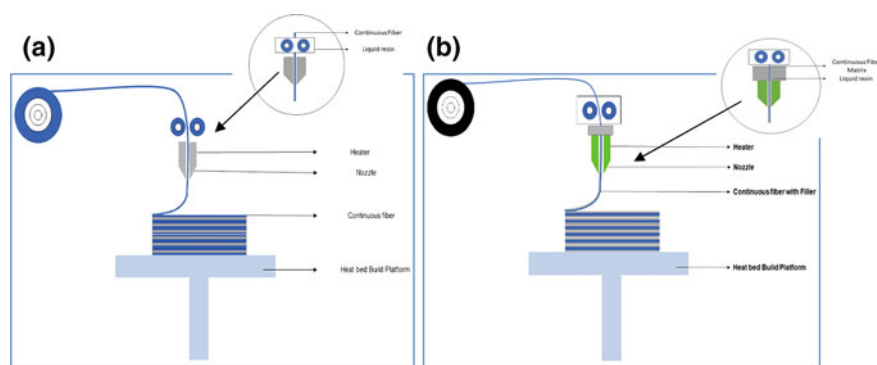 (a)
Continuous Fiber
Liquid resin
Heater
Nozzle
Continuous fiber
Heat bed Build Platform
(b)
Continuous Fibe
Matrix
Liquid resin
Heater
Nozzle
Continuous fiber with Filler
Heat bed Build Platform